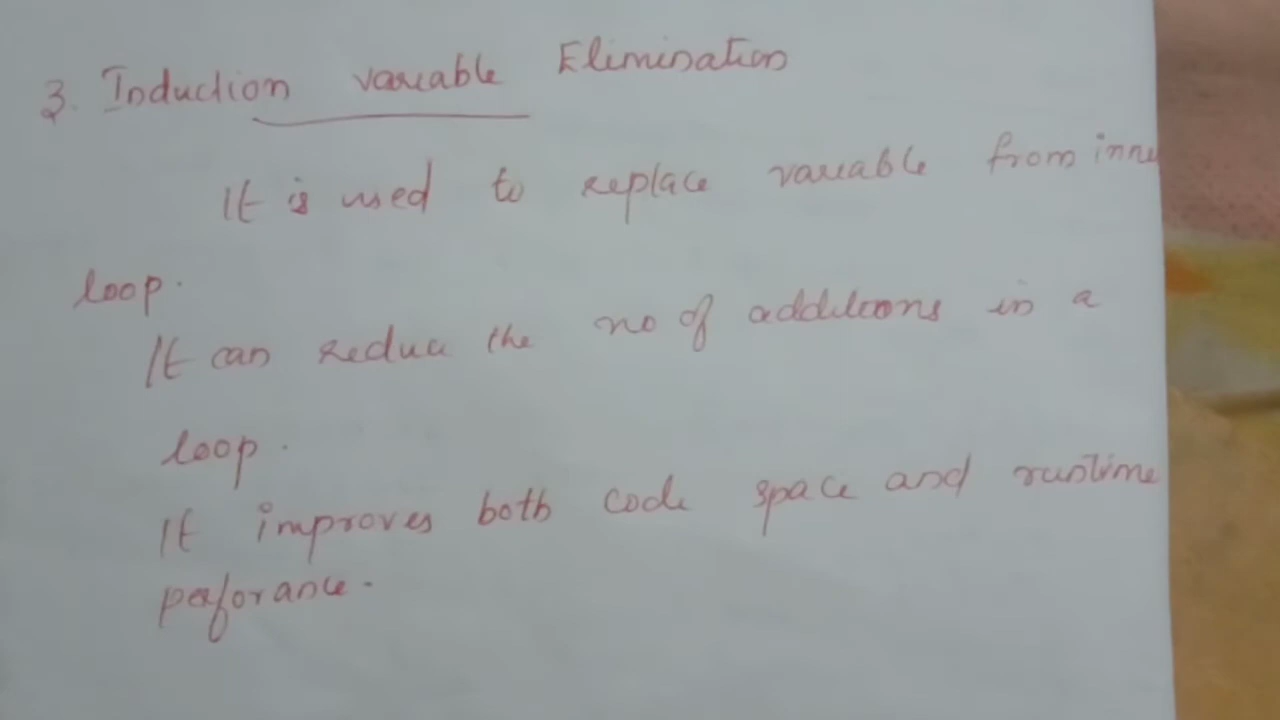 3. Induction variable Elimination
It is used to replace variable from inne
loop.
It can reduce the no of additions in a
loop.
It improves both code space and runtime
perforance.